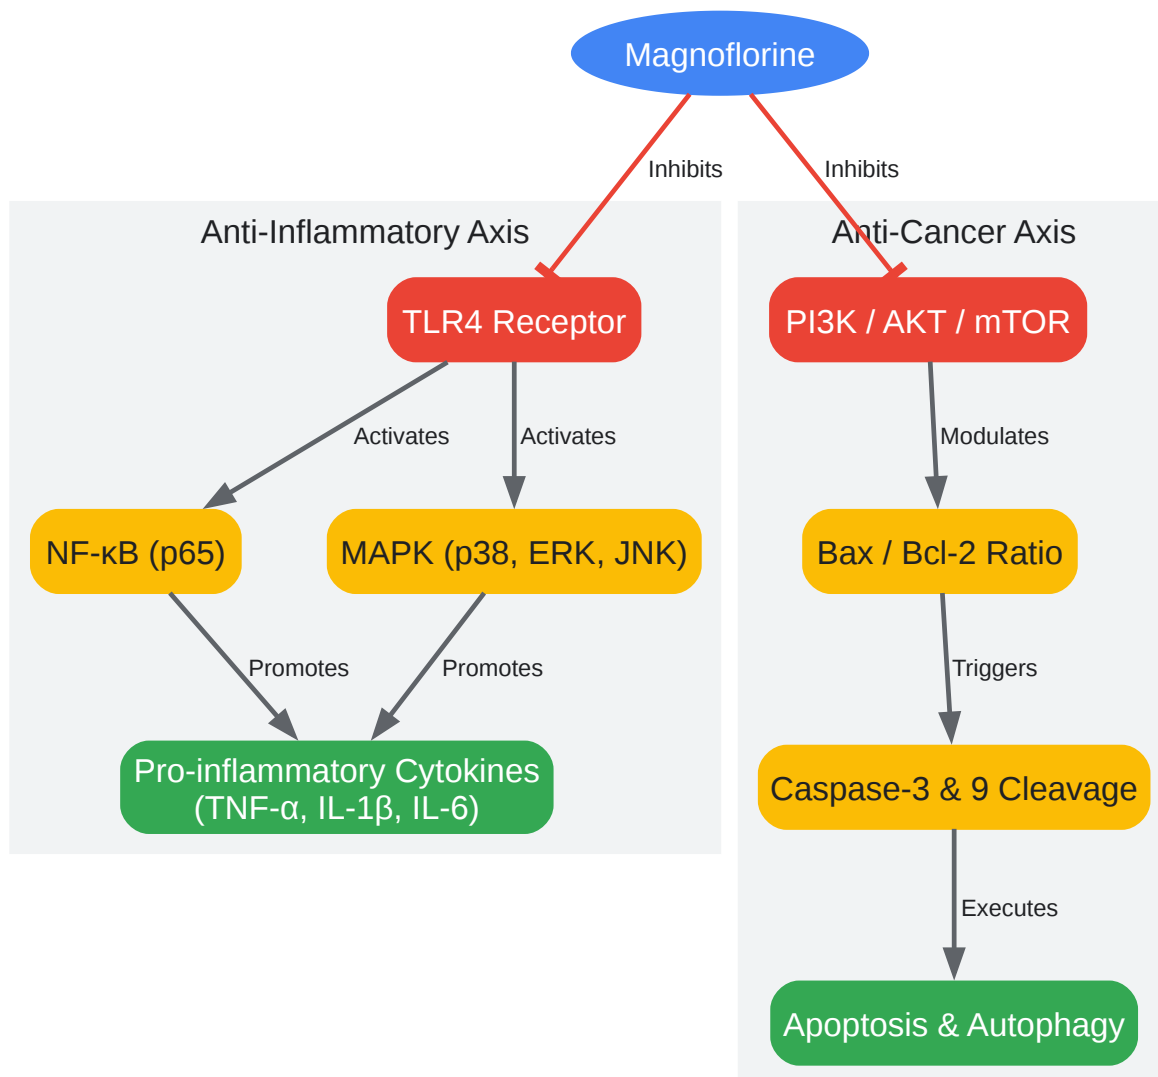 Magnoflorine
Inhibits
Inhibits
Anti-Inflammatory Axis
Anti-Cancer Axis
TLR4 Receptor
PI3K / AKT / mTOR
Activates
Activates
Modulates
NF-κB (p65)
MAPK (p38, ERK, JNK)
Bax / Bcl-2 Ratio
Promotes
Promotes
Triggers
Pro-inflammatory Cytokines
(TNF-α, IL-1β, IL-6)
Caspase-3 & 9 Cleavage
Executes
Apoptosis & Autophagy